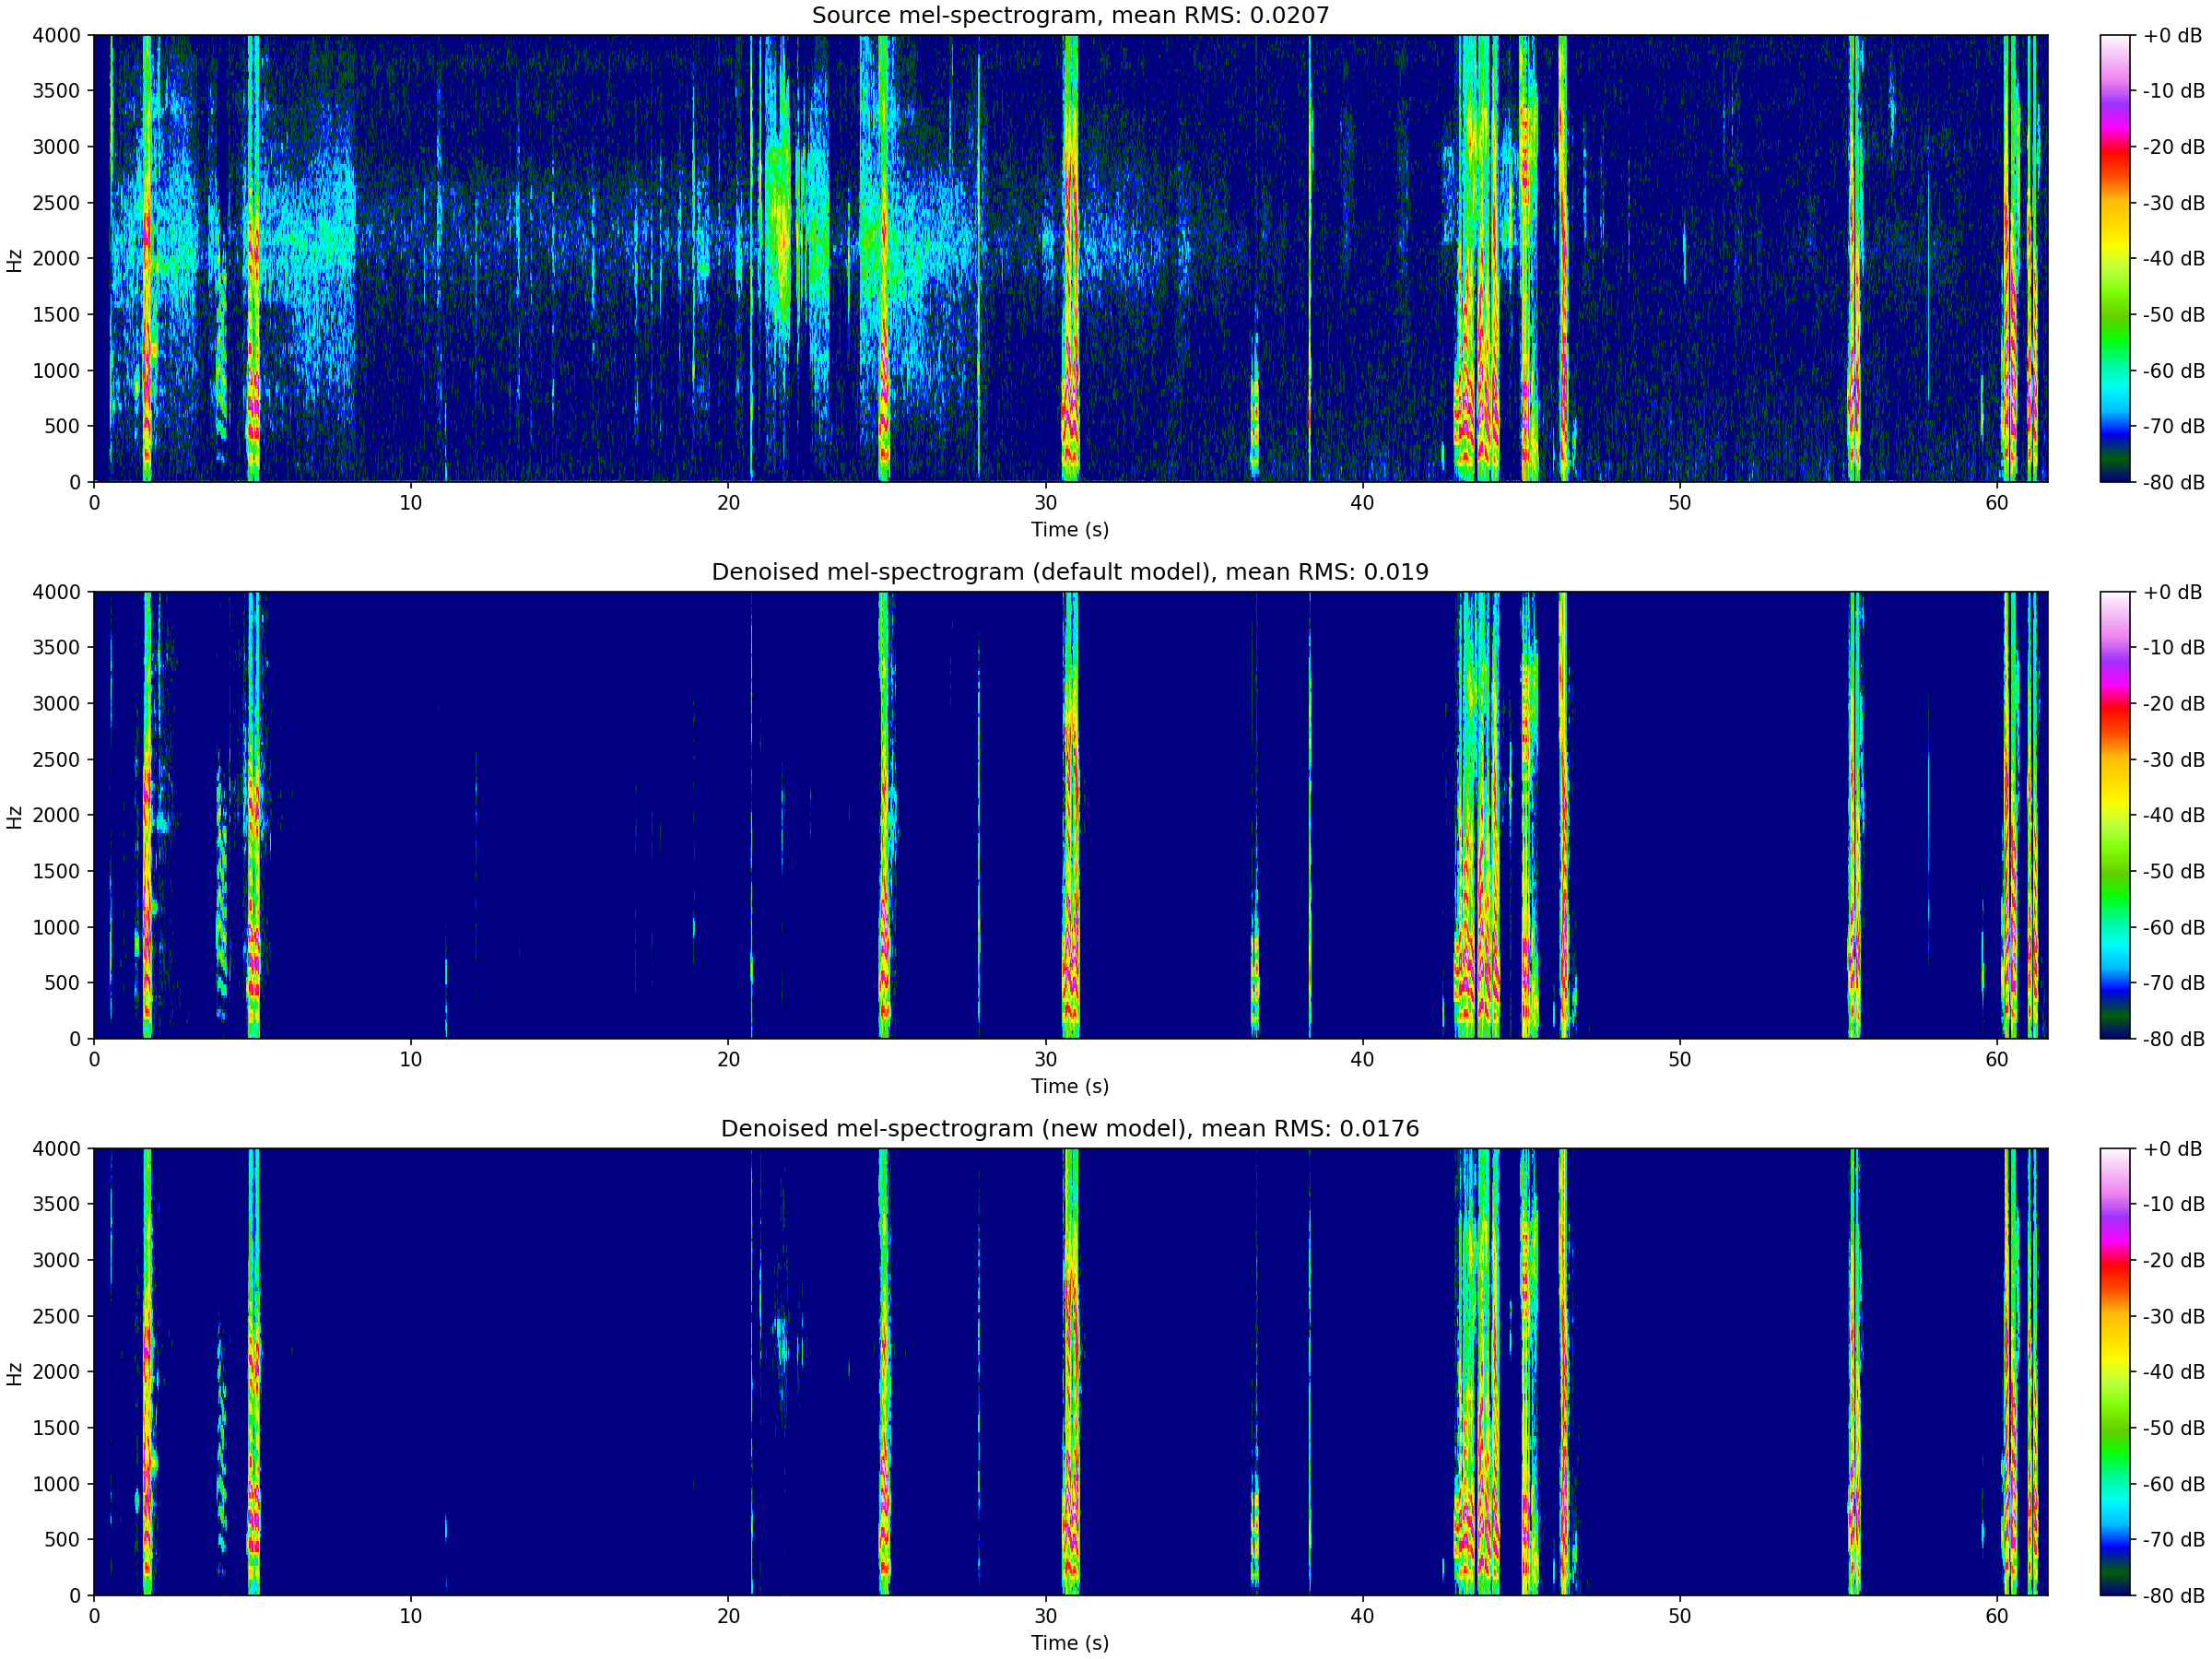 Source mel-spectrogram, mean RMS: 0.0207
4000
3500
3000
2500
2000
1500
1000
500
0
Hz
0 10 20 30 40 50 60
Time (s)
+0 dB
-10 dB
-20 dB
-30 dB
-40 dB
-50 dB
-60 dB
-70 dB
-80 dB
Denoised mel-spectrogram (default model), mean RMS: 0.019
4000
3500
3000
2500
2000
1500
1000
500
0
Hz
0 10 20 30 40 50 60
Time (s)
+0 dB
-10 dB
-20 dB
-30 dB
-40 dB
-50 dB
-60 dB
-70 dB
-80 dB
Denoised mel-spectrogram (new model), mean RMS: 0.0176
4000
3500
3000
2500
2000
1500
1000
500
0
Hz
0 10 20 30 40 50 60
Time (s)
+0 dB
-10 dB
-20 dB
-30 dB
-40 dB
-50 dB
-60 dB
-70 dB
-80 dB